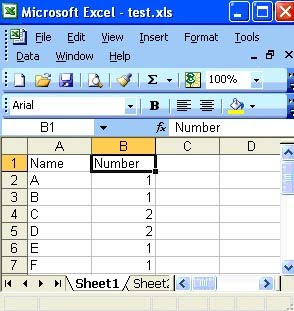 Microsoft Excel - test.xls
File Edit View Insert Format Tools
Data Window Help
Σ 100%
Arial B
B1 fx Number
A B C D
1 Name Number
2 A 1
3 B 1
4 C 2
5 D 2
6 E 1
7 F 1
Sheet1 Sheet